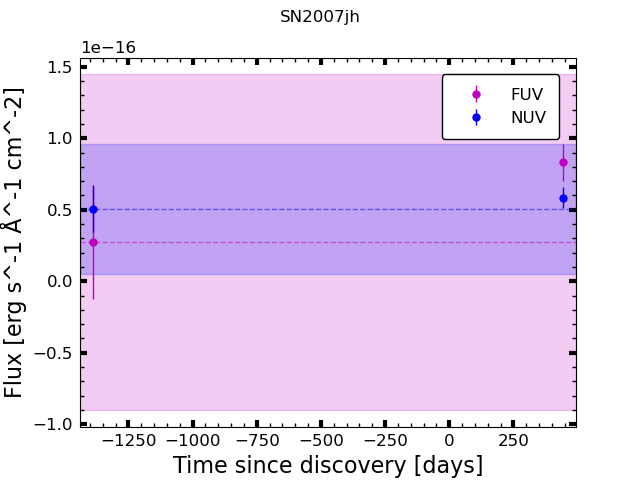 SN2007jh
1e−16
1.5
1.0
0.5
0.0
−0.5
−1.0
Flux [erg s^-1 Å^-1 cm^-2]
FUV
NUV
−1250 −1000 −750 −500 −250 0 250
Time since discovery [days]